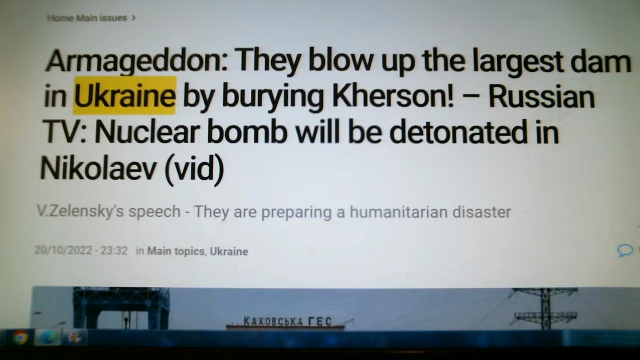 Home Main issues >
Armageddon: They blow up the largest dam
in Ukraine by burying Kherson! – Russian
TV: Nuclear bomb will be detonated in
Nikolaev (vid)
V.Zelensky's speech - They are preparing a humanitarian disaster
20/10/2022 - 23:32 in Main topics, Ukraine
КАХОВСЬКА ГЕС